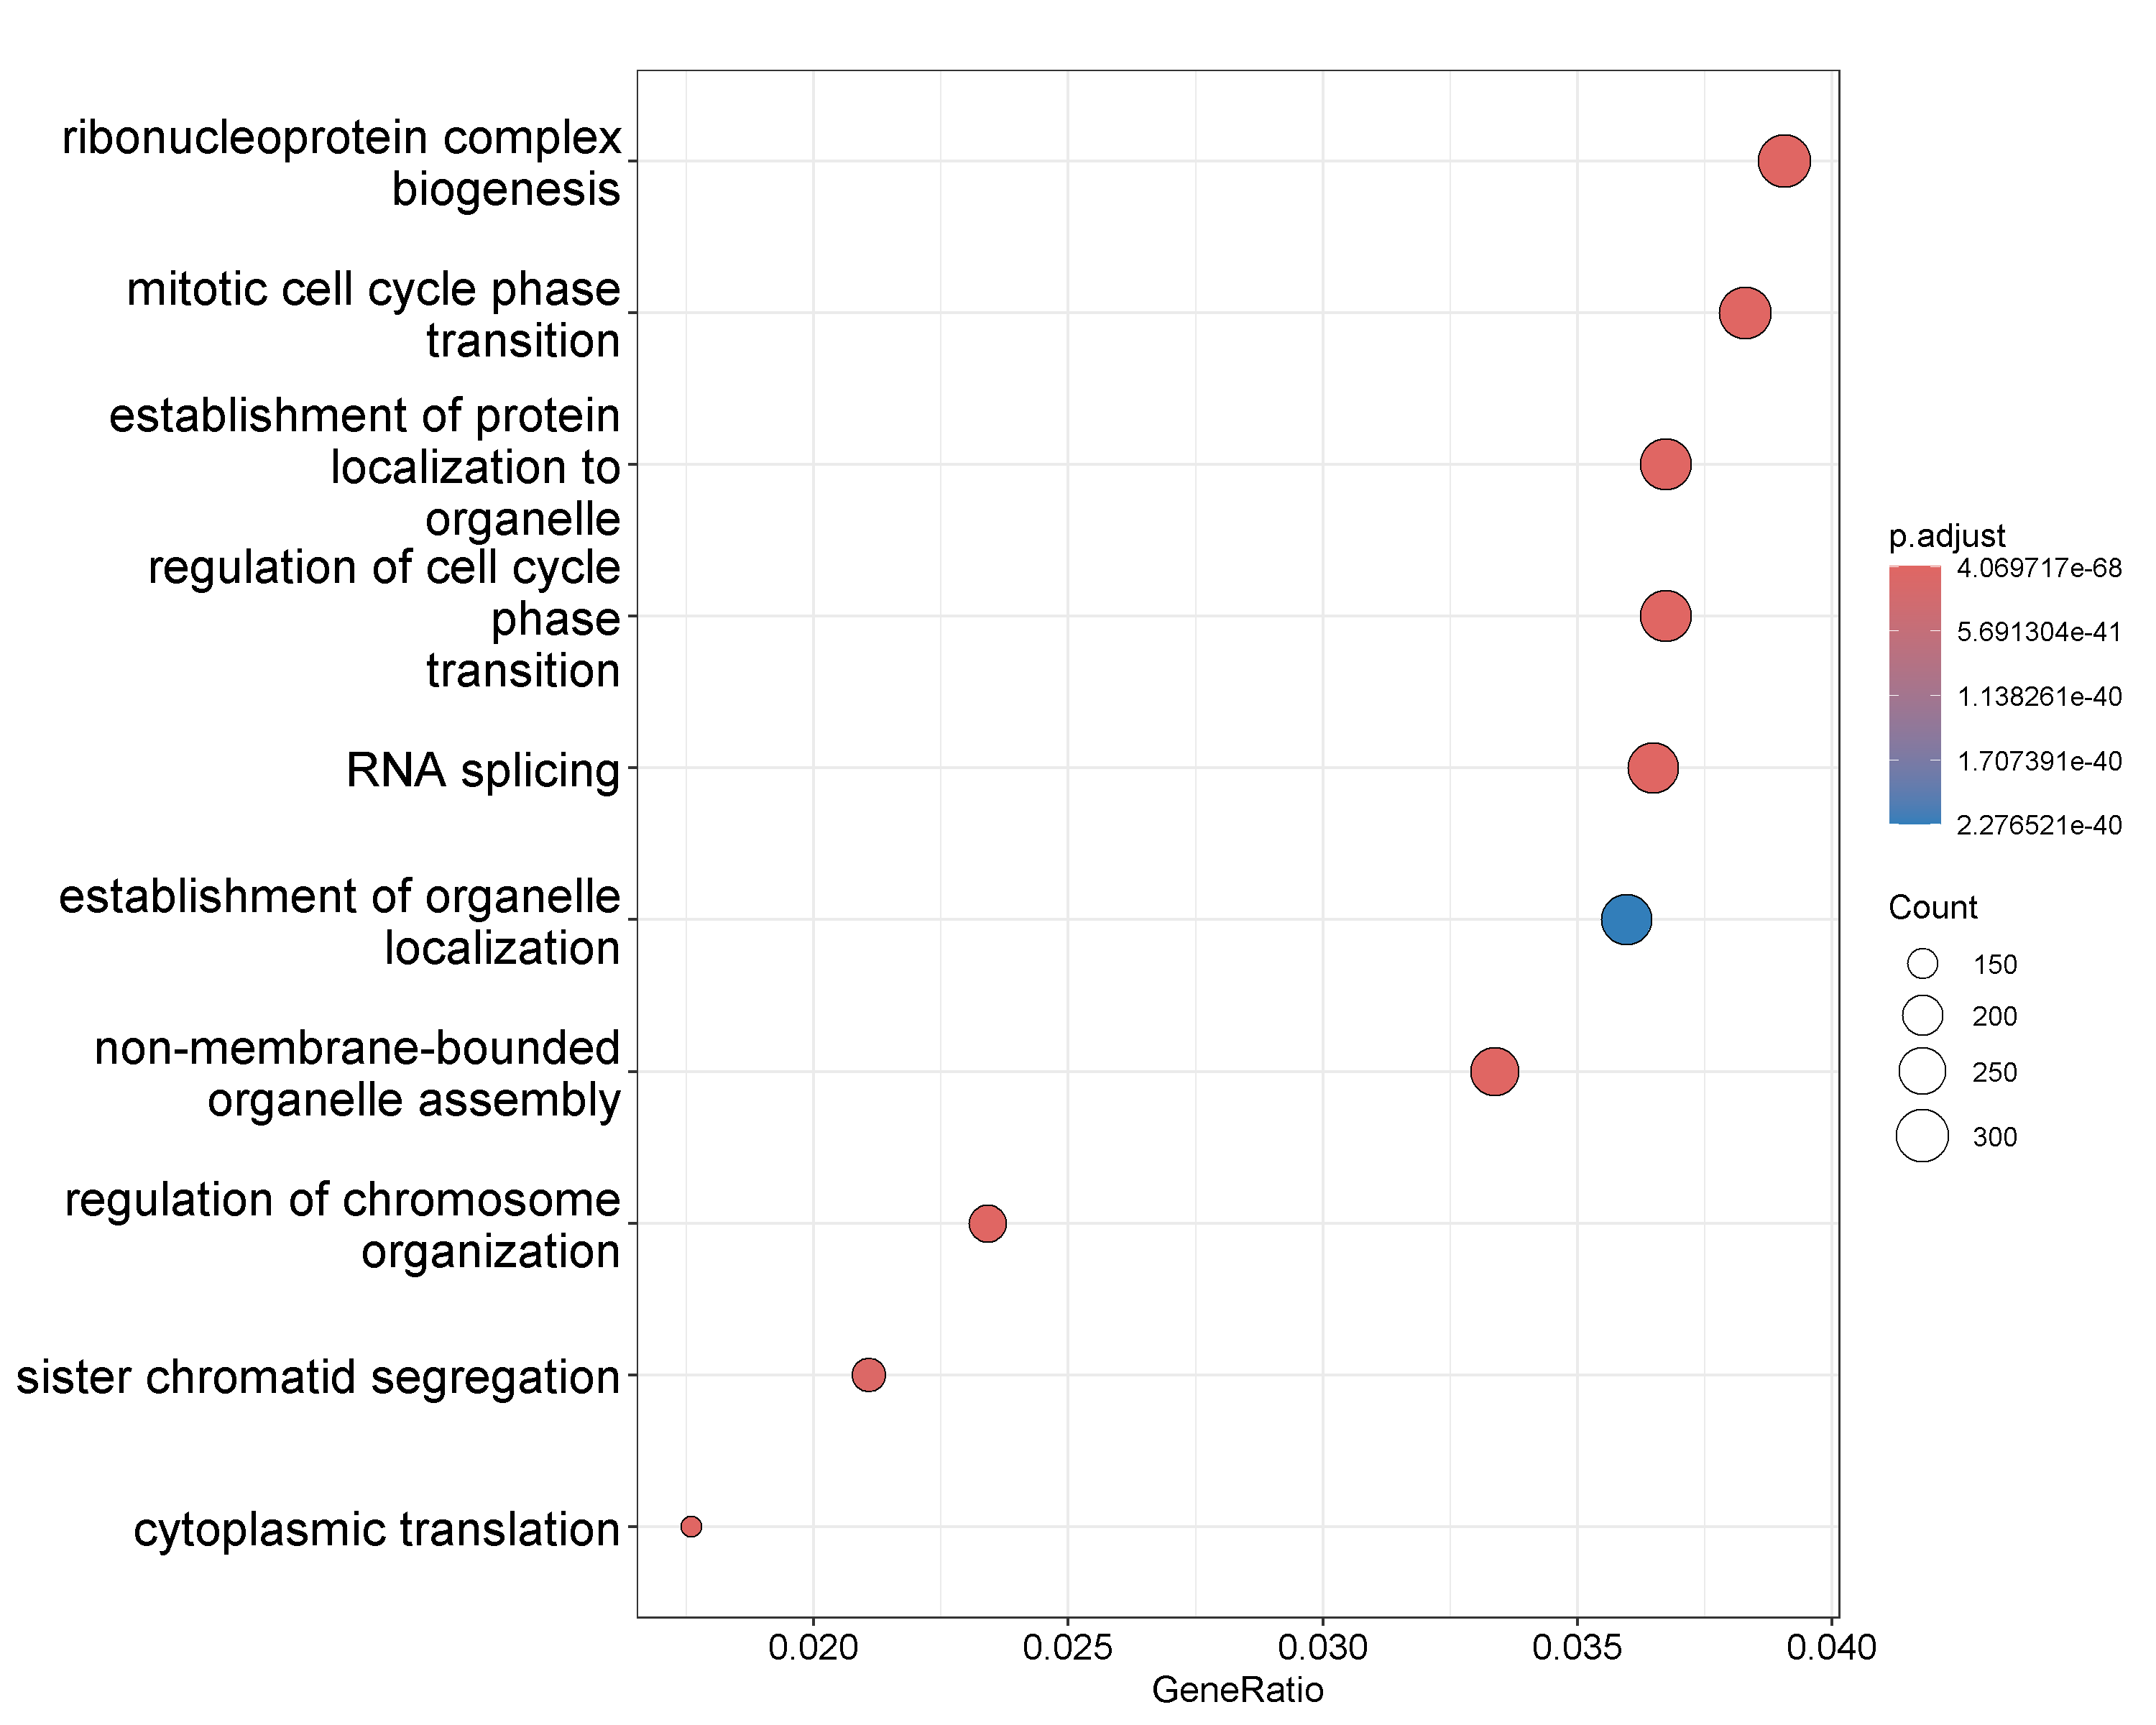 ribonucleoprotein complex
biogenesis
mitotic cell cycle phase
transition
establishment of protein
localization to
organelle
regulation of cell cycle
phase
transition
RNA splicing
establishment of organelle
localization
non-membrane-bounded
organelle assembly
regulation of chromosome
organization
sister chromatid segregation
cytoplasmic translation
0.020
0.025
0.030
0.035
0.040
GeneRatio
p.adjust
4.069717e-68
5.691304e-41
1.138261e-40
1.707391e-40
2.276521e-40
Count
150
200
250
300